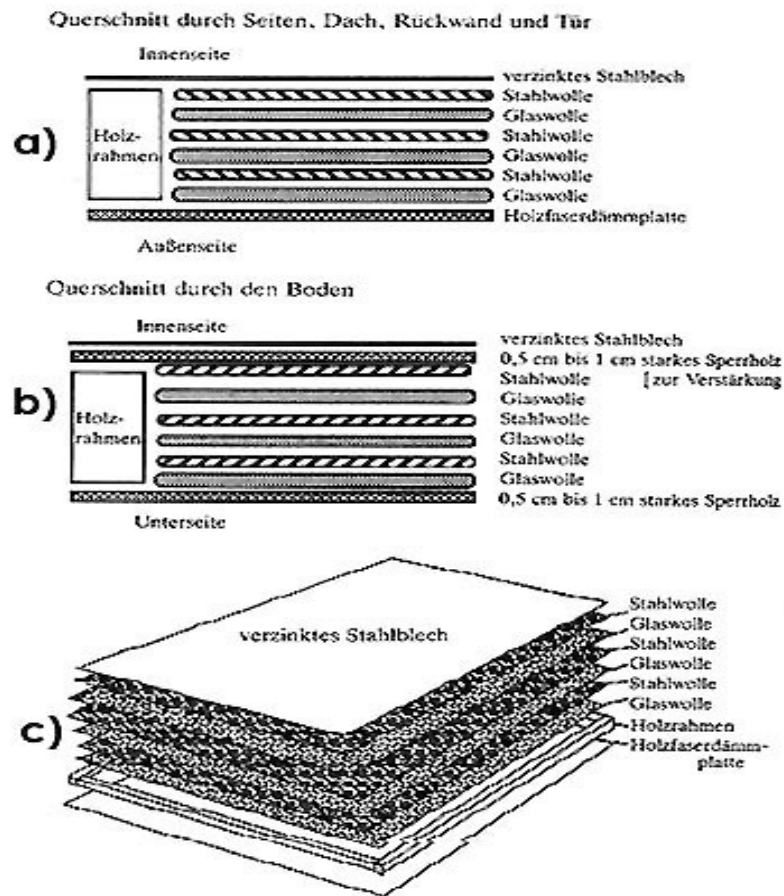 Querschnitt durch Seiten, Dach, Rückwand und Tür
Innenseite
verzinktes Stahlblech
Stahlwolle
Glaswolle
Stahlwolle
Glaswolle
Stahlwolle
Glaswolle
Holzfaserdämmplatte
a)
Holz-
rahmen
Außenseite
Querschnitt durch den Boden
Innenseite
verzinktes Stahlblech
0,5 cm bis 1 cm starkes Sperrholz
Stahlwolle [zur Verstärkung
Glaswolle
Stahlwolle
Glaswolle
Stahlwolle
Glaswolle
0,5 cm bis 1 cm starkes Sperrholz
b)
Holz-
rahmen
Unterseite
c)
verzinktes Stahlblech
Stahlwolle
Glaswolle
Stahlwolle
Glaswolle
Stahlwolle
Glaswolle
Holzrahmen
Holzfaserdämm-
platte